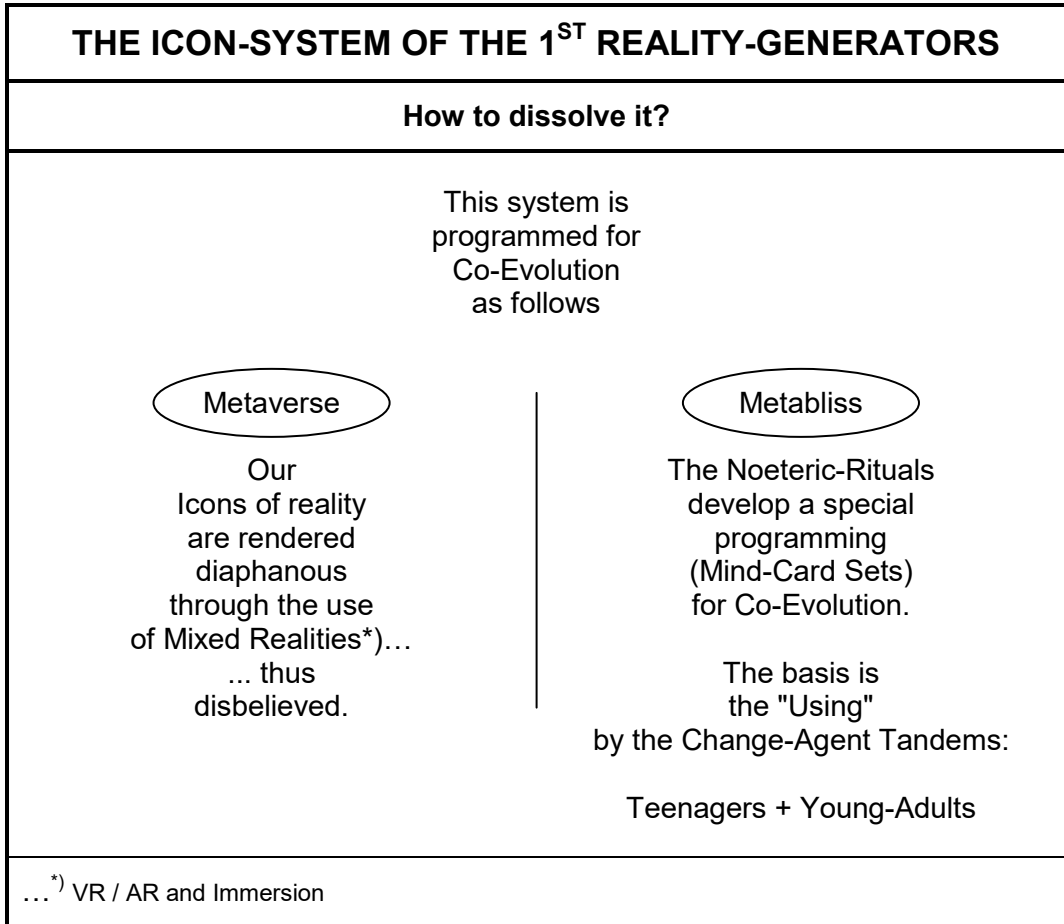 THE ICON-SYSTEM OF THE 1ST REALITY-GENERATORS
How to dissolve it?
This system is
programmed for
Co-Evolution
as follows
Metaverse
Our
Icons of reality
are rendered
diaphanous
through the use
of Mixed Realities*)…
... thus
disbelieved.
Metabliss
The Noeteric-Rituals
develop a special
programming
(Mind-Card Sets)
for Co-Evolution.
The basis is
the "Using"
by the Change-Agent Tandems:
Teenagers + Young-Adults
…*) VR / AR and Immersion